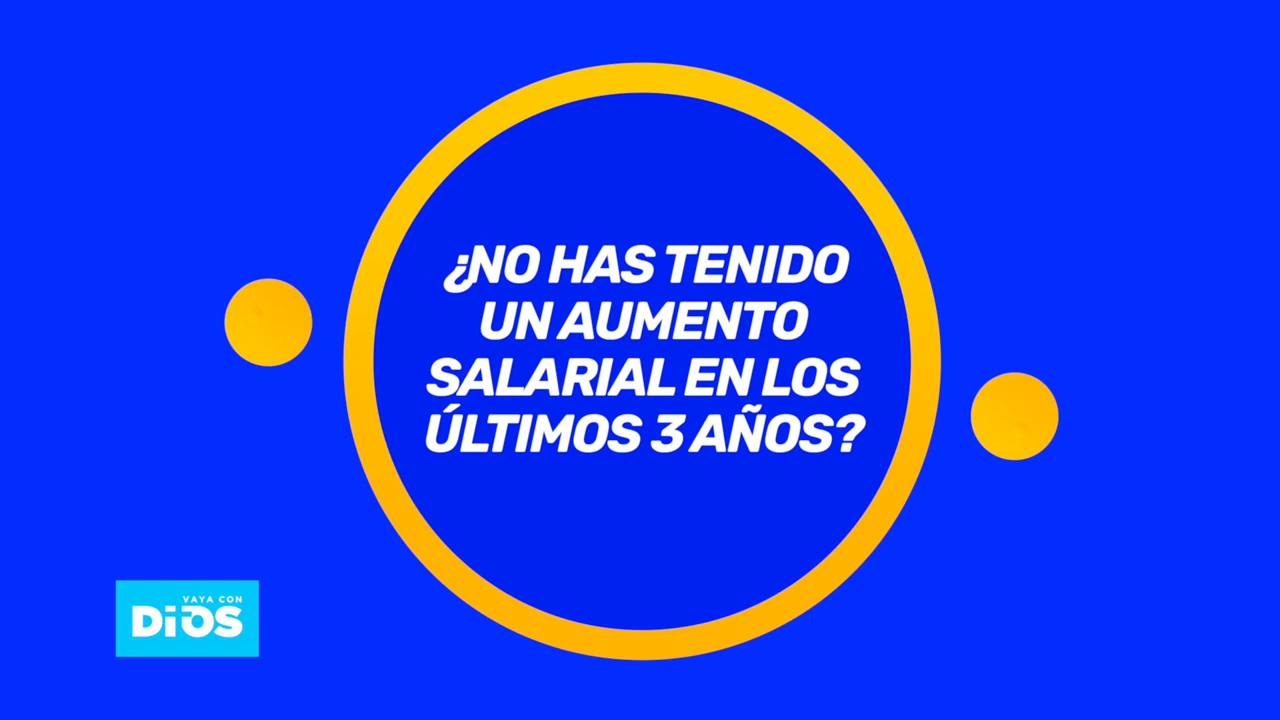 ¿NO HAS TENIDO
UN AUMENTO
SALARIAL EN LOS
ÚLTIMOS 3 AÑOS?
VAYA CON
DiOS